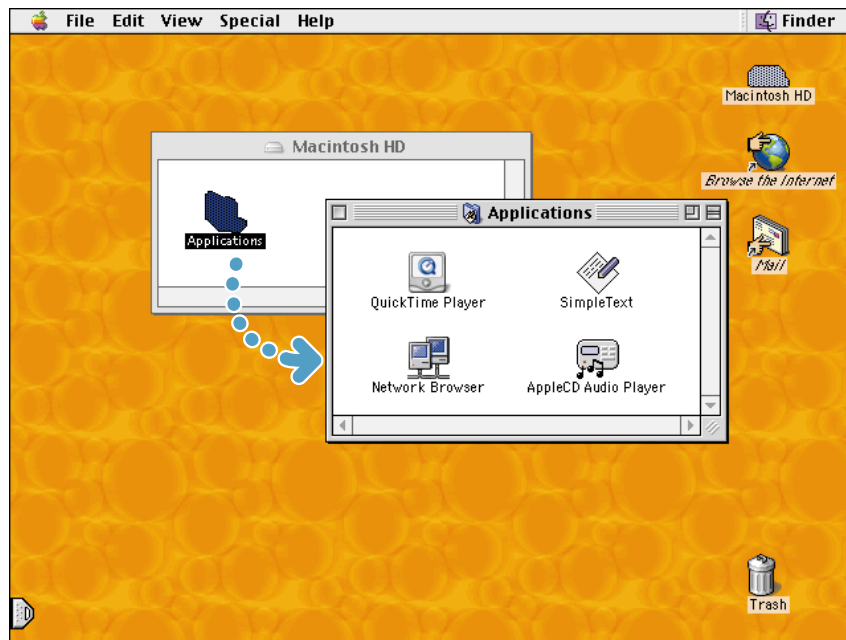 File Edit View Special Help Finder
Macintosh HD
Browse the Internet
Mail
Macintosh HD
Applications
Applications
QuickTime Player
SimpleText
Network Browser
AppleCD Audio Player
Trash